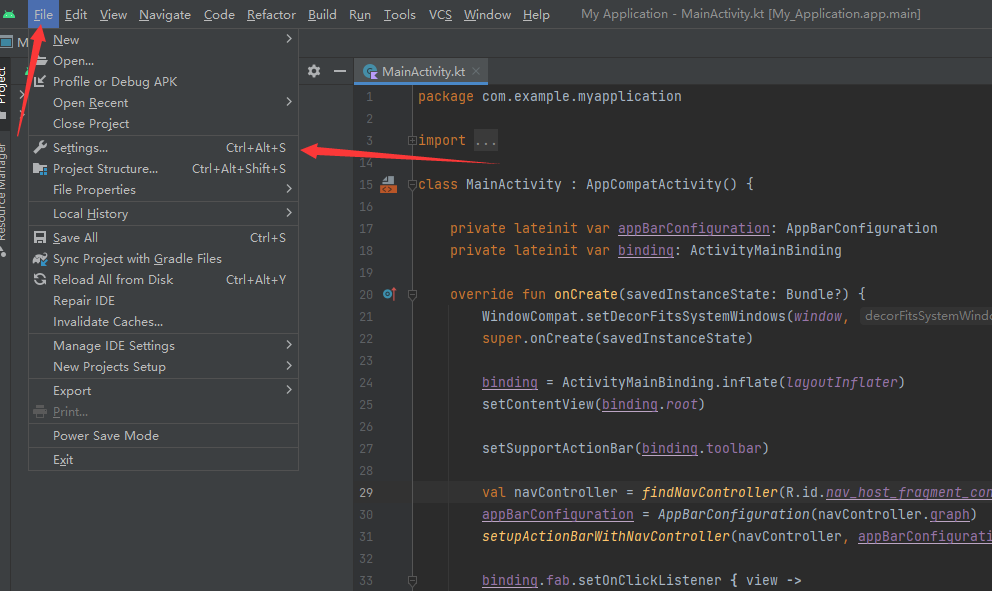 File Edit View Navigate Code Refactor Build Run Tools VCS Window Help My Application - MainActivity.kt [My_Application.app.main]
M
Project
Resource Manager
New
Open...
Profile or Debug APK
Open Recent
Close Project
Settings... Ctrl+Alt+S
Project Structure... Ctrl+Alt+Shift+S
File Properties
Local History
Save All Ctrl+S
Sync Project with Gradle Files
Reload All from Disk Ctrl+Alt+Y
Repair IDE
Invalidate Caches...
Manage IDE Settings
New Projects Setup
Export
Print...
Power Save Mode
Exit
MainActivity.kt
1 package com.example.myapplication
2
3 import ...
14
15 class MainActivity : AppCompatActivity() {
16
17 private lateinit var appBarConfiguration: AppBarConfiguration
18 private lateinit var binding: ActivityMainBinding
19
20 override fun onCreate(savedInstanceState: Bundle?) {
21 WindowCompat.setDecorFitsSystemWindows(window, decorFitsSystemWindo
22 super.onCreate(savedInstanceState)
23
24 binding = ActivityMainBinding.inflate(layoutInflater)
25 setContentView(binding.root)
26
27 setSupportActionBar(binding.toolbar)
28
29 val navController = findNavController(R.id.nav_host_fragment_con
30 appBarConfiguration = AppBarConfiguration(navController.graph)
31 setupActionBarWithNavController(navController, appBarConfigurati
32
33 binding.fab.setOnClickListener { view ->